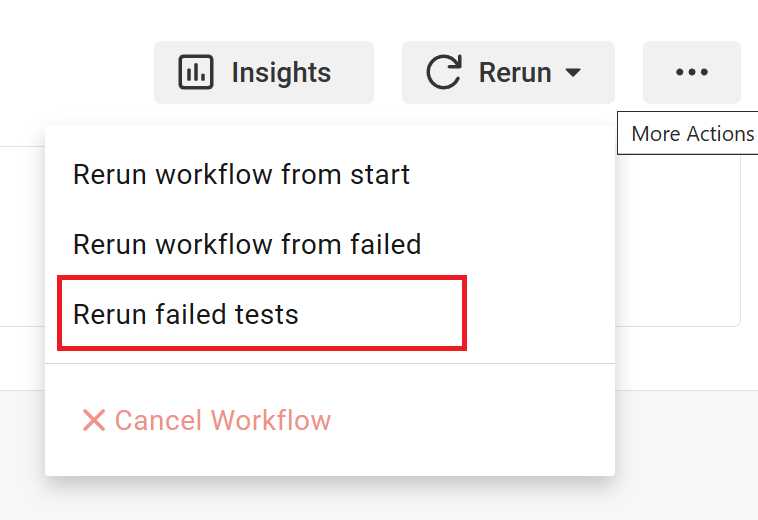 Insights
Rerun
More Actions
Rerun workflow from start
Rerun workflow from failed
Rerun failed tests
Cancel Workflow